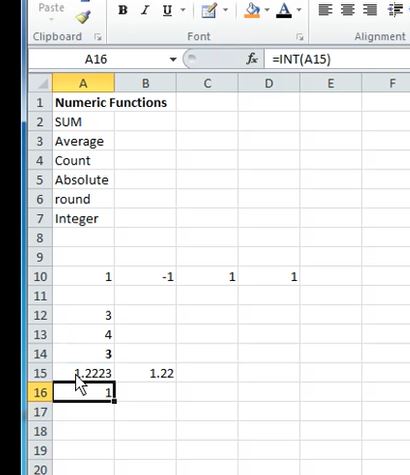 Paste
B I U A
Clipboard Font Alignment
A16 fx =INT(A15)
A B C D E F
1 Numeric Functions
2 SUM
3 Average
4 Count
5 Absolute
6 round
7 Integer
8
9
10 1 -1 1 1
11
12 3
13 4
14 3
15 1.2223 1.22
16 1
17
18
19
20